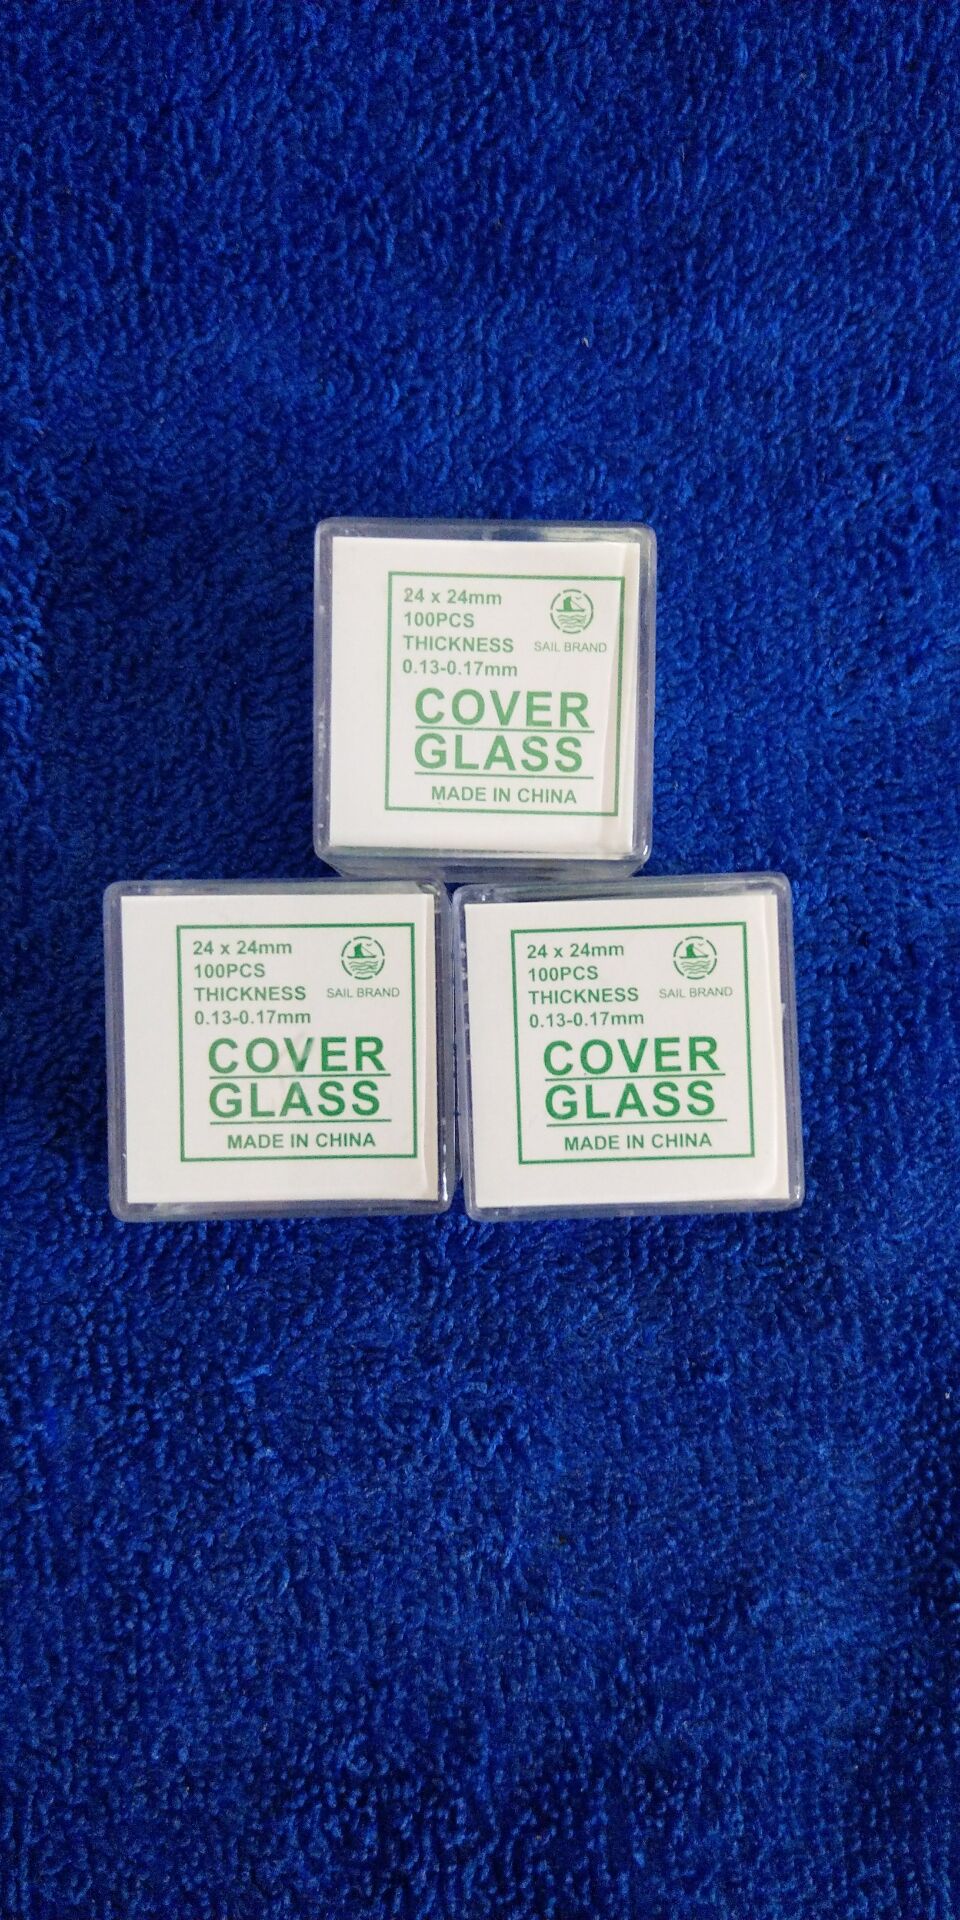 24 x 24mm
100PCS
THICKNESS
0.13-0.17mm
SAIL BRAND
COVER
GLASS
MADE IN CHINA
24 x 24mm
100PCS
THICKNESS
0.13-0.17mm
SAIL BRAND
COVER
GLASS
MADE IN CHINA
24 x 24mm
100PCS
THICKNESS
0.13-0.17mm
SAIL BRAND
COVER
GLASS
MADE IN CHINA